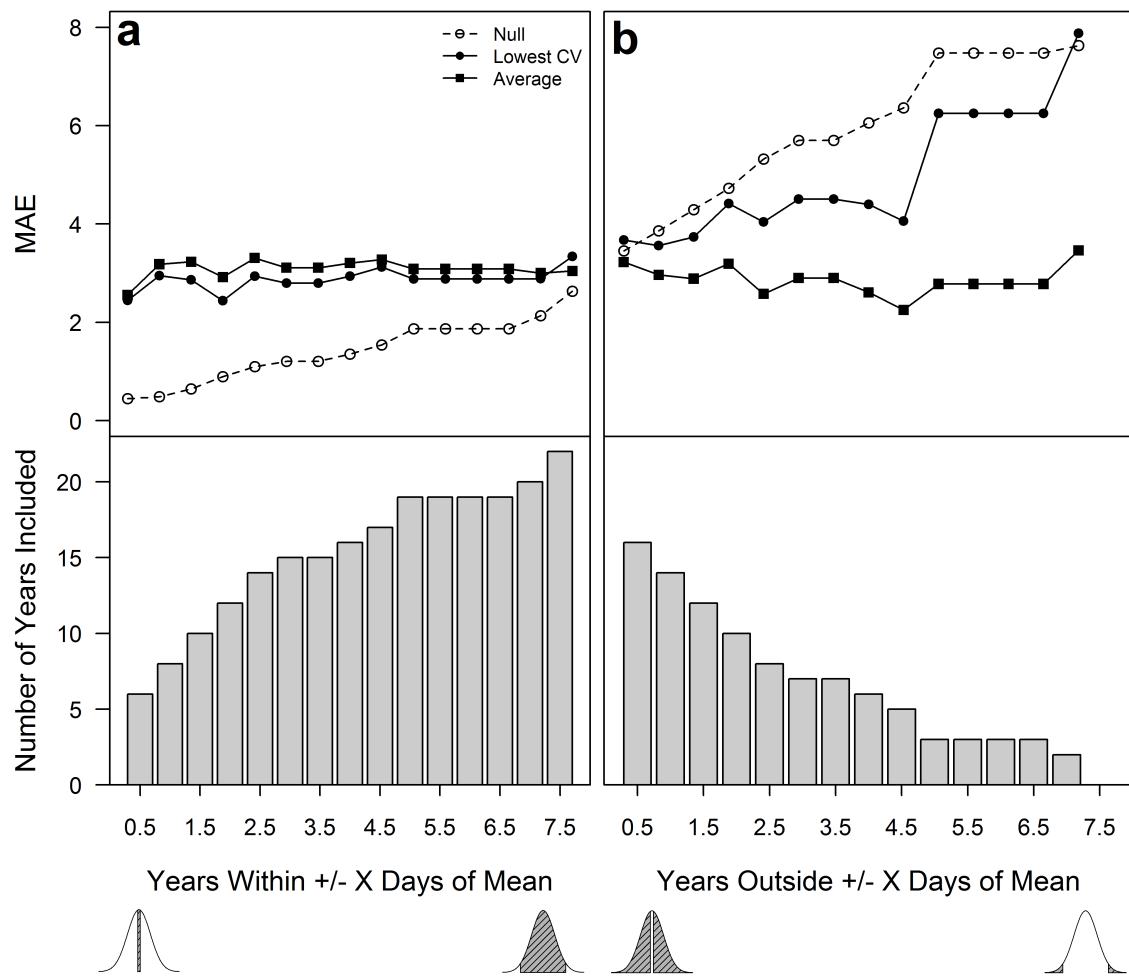 a
Null
Lowest CV
Average
b
MAE
8
6
4
2
0
Number of Years Included
20
15
10
5
0
0.5 1.5 2.5 3.5 4.5 5.5 6.5 7.5
0.5 1.5 2.5 3.5 4.5 5.5 6.5 7.5
Years Within +/- X Days of Mean
Years Outside +/- X Days of Mean